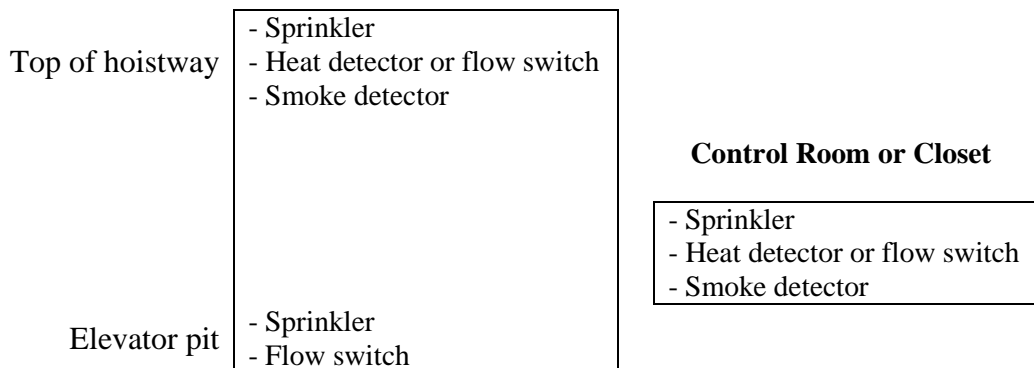 Top of hoistway
- Sprinkler
- Heat detector or flow switch
- Smoke detector
Control Room or Closet
- Sprinkler
- Heat detector or flow switch
- Smoke detector
Elevator pit
- Sprinkler
- Flow switch